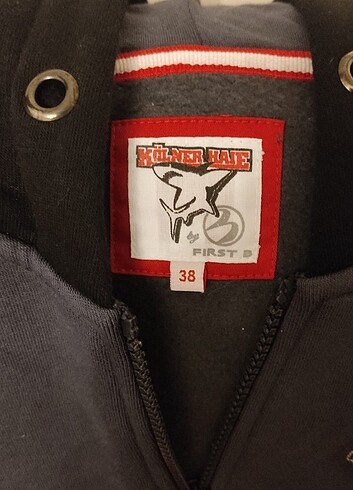 KÖLNER HAIE
by
FIRST B
38